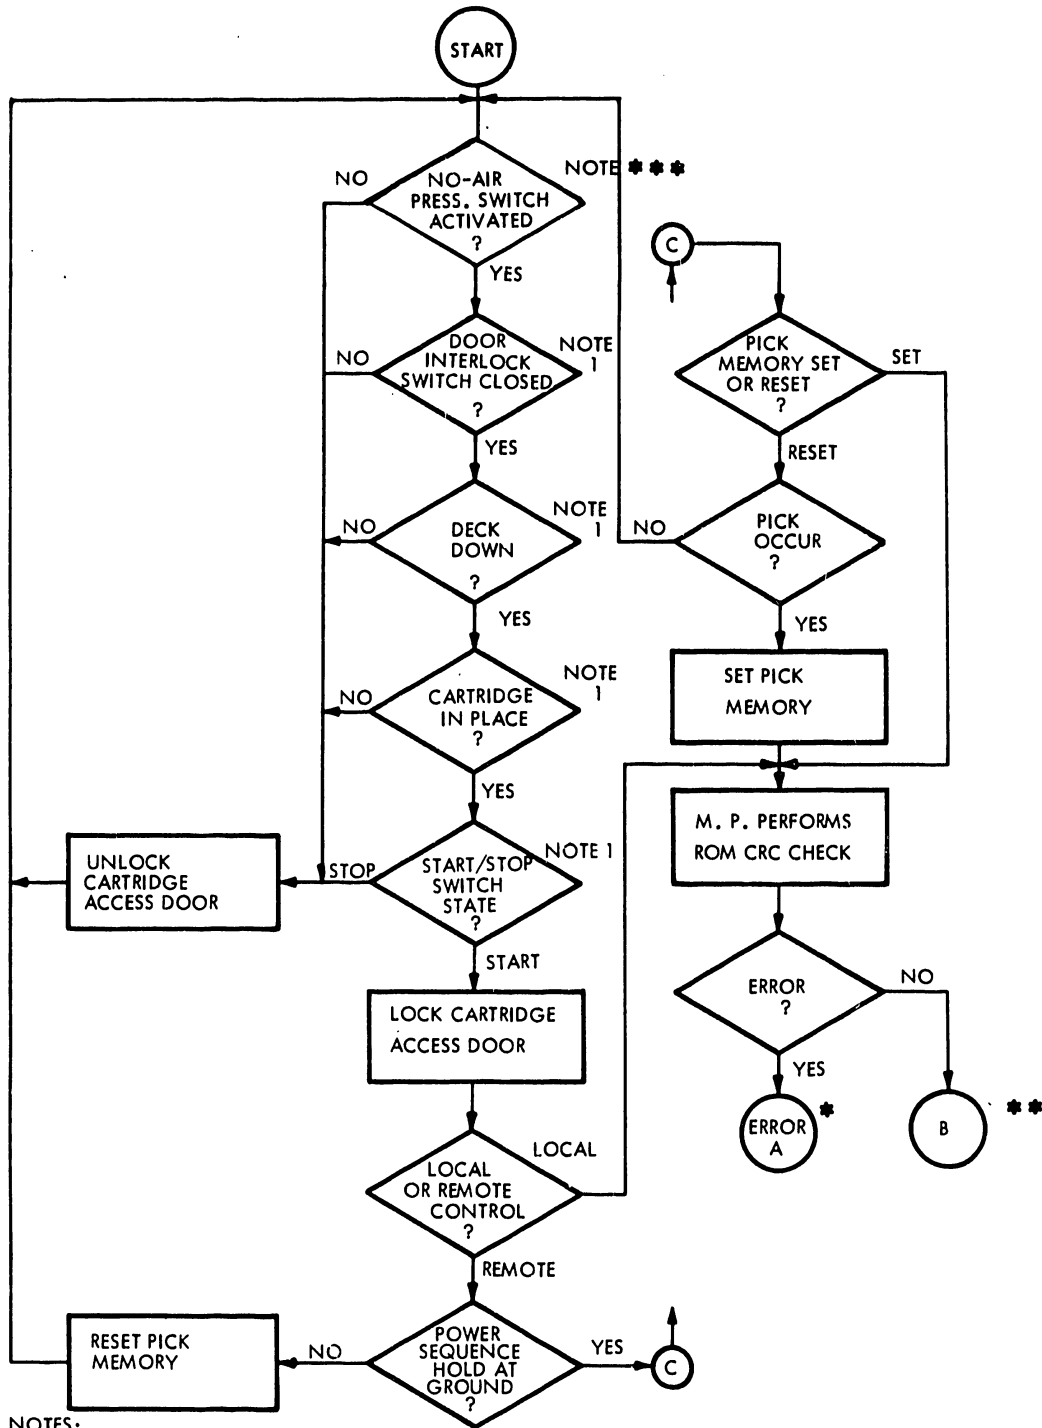 START
NO
NO-AIR
PRESS. SWITCH
ACTIVATED
?
NOTE ***
YES
C
NO
DOOR
INTERLOCK
SWITCH CLOSED
?
NOTE
1
PICK
MEMORY SET
OR RESET
?
SET
YES
RESET
NO
DECK
DOWN
?
NOTE
1
NO
PICK
OCCUR
?
YES
YES
NO
CARTRIDGE
IN PLACE
?
NOTE
1
SET PICK
MEMORY
YES
M. P. PERFORMS
ROM CRC CHECK
UNLOCK
CARTRIDGE
ACCESS DOOR
STOP
START/STOP
SWITCH
STATE
?
NOTE 1
START
ERROR
?
NO
LOCK CARTRIDGE
ACCESS DOOR
YES
ERROR
A
*
B
**
LOCAL
OR REMOTE
CONTROL
?
LOCAL
REMOTE
RESET PICK
MEMORY
NO
POWER
SEQUENCE
HOLD AT
GROUND
?
YES
C
NOTES: